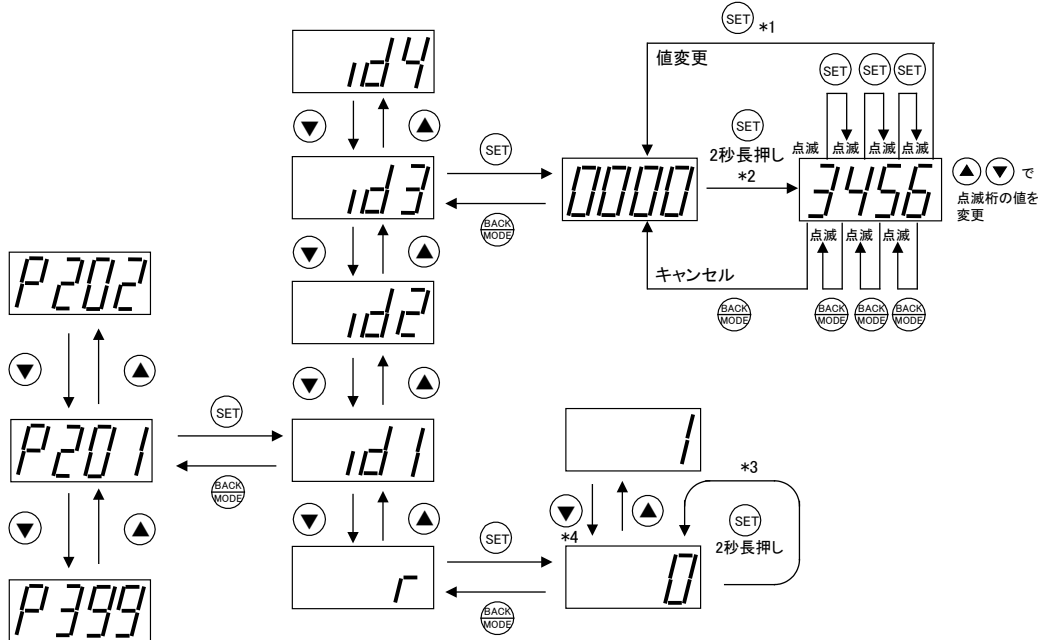 SET *1
id4
値変更
SET SET SET
▼ ▲
SET
SET
2秒長押し
*2
点滅 点滅 点滅 点滅
id3
0000
3456
▲ ▼ で
点滅桁の値を
変更
BACK
MODE
点滅 点滅 点滅
▼ ▲
キャンセル
P202
id2
BACK
MODE
BACK
MODE
BACK
MODE
BACK
MODE
▼ ▲
▼ ▲
SET
1
P201
id1
*3
BACK
MODE
▼ ▲
▼ ▲
SET
▼ ▲
*4
SET
2秒長押し
r
0
P399
BACK
MODE